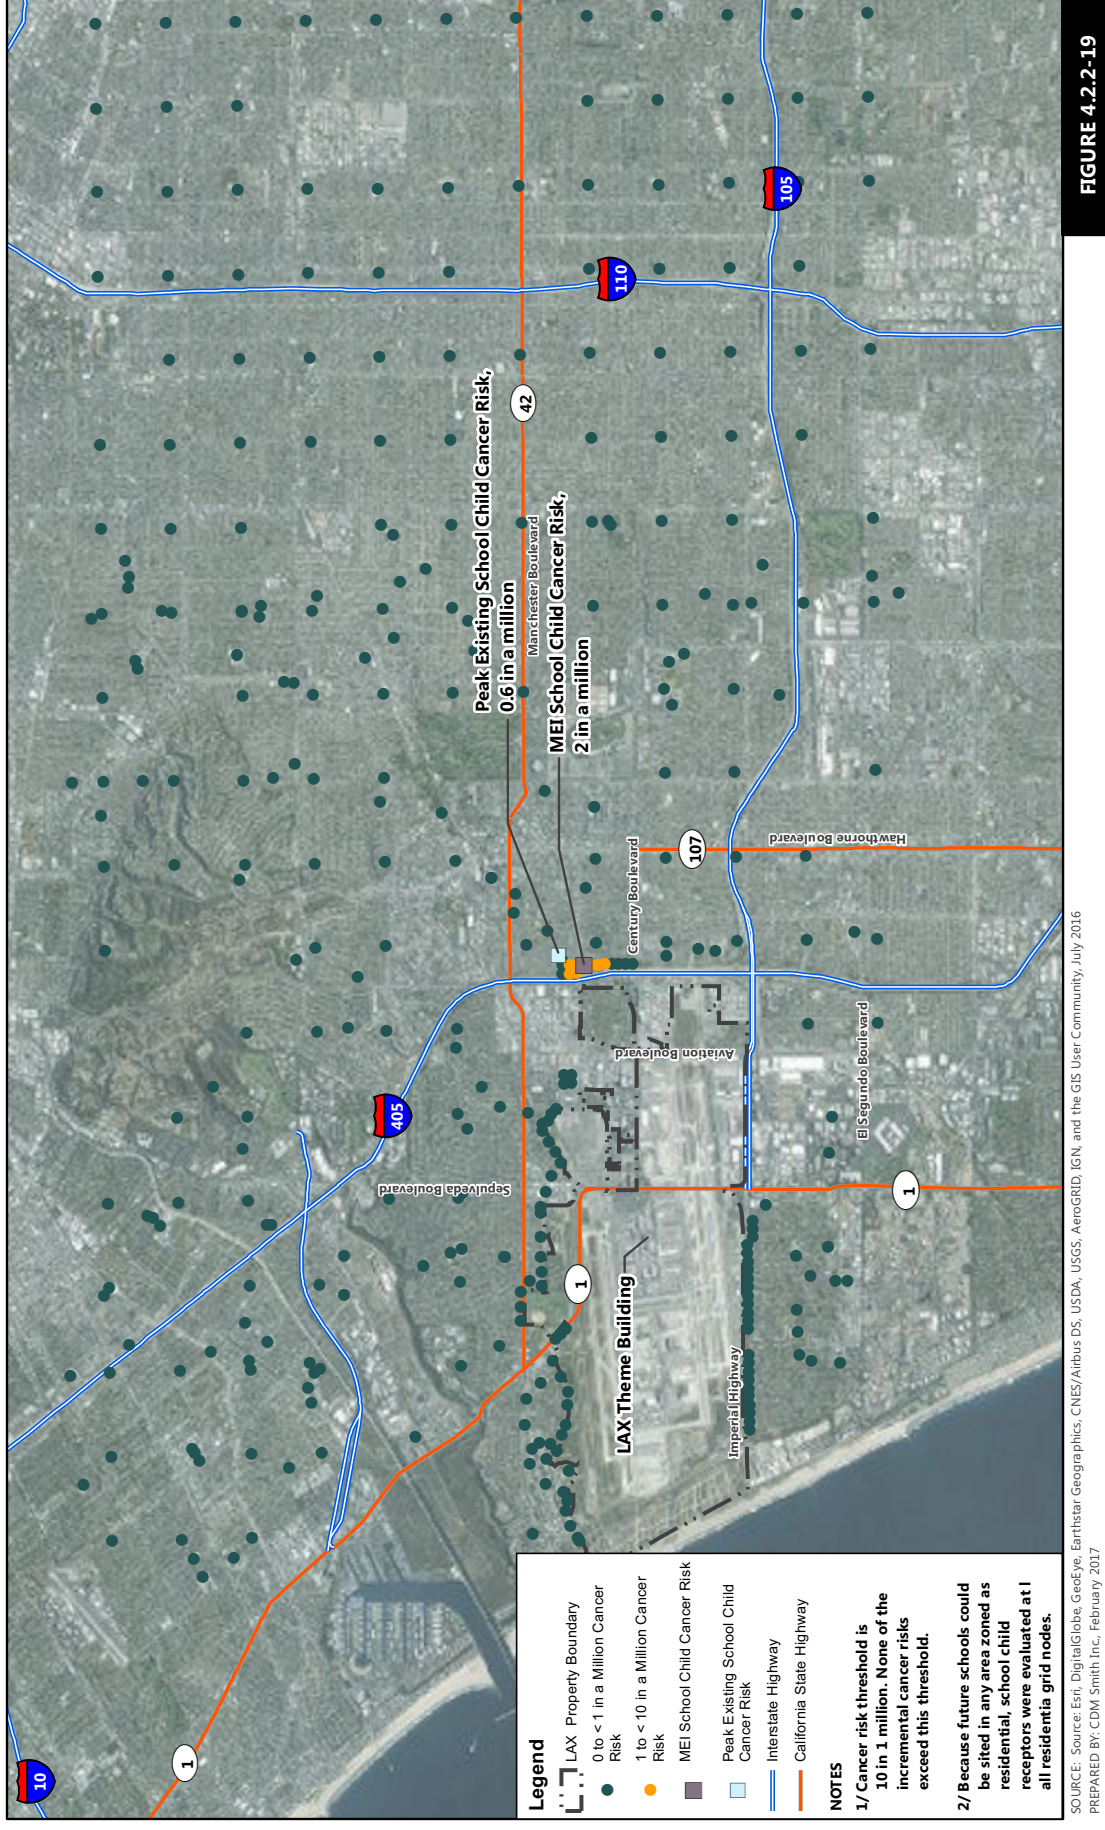 FIGURE 4.2.2-19
10
1
405
42
110
105
107
1
1
Peak Existing School Child Cancer Risk,
0.6 in a million
MEI School Child Cancer Risk,
2 in a million
Manchester Boulevard
Century Boulevard
Hawthorne Boulevard
Aviation Boulevard
El Segundo Boulevard
Sepulveda Boulevard
LAX Theme Building
Imperial Highway
Legend
LAX Property Boundary
0 to < 1 in a Million Cancer
Risk
1 to < 10 in a Million Cancer
Risk
MEI School Child Cancer Risk
Peak Existing School Child
Cancer Risk
Interstate Highway
California State Highway
NOTES
1/ Cancer risk threshold is
10 in 1 million. None of the
incremental cancer risks
exceed this threshold.
2/ Because future schools could
be sited in any area zoned as
residential, school child
receptors were evaluated at l
all residentia grid nodes.
SOURCE: Source: Esri, DigitalGlobe, GeoEye, Earthstar Geographics, CNES/Airbus DS, USDA, USGS, AeroGRID, IGN, and the GIS User Community, July 2016
PREPARED BY: CDM Smith Inc., February 2017